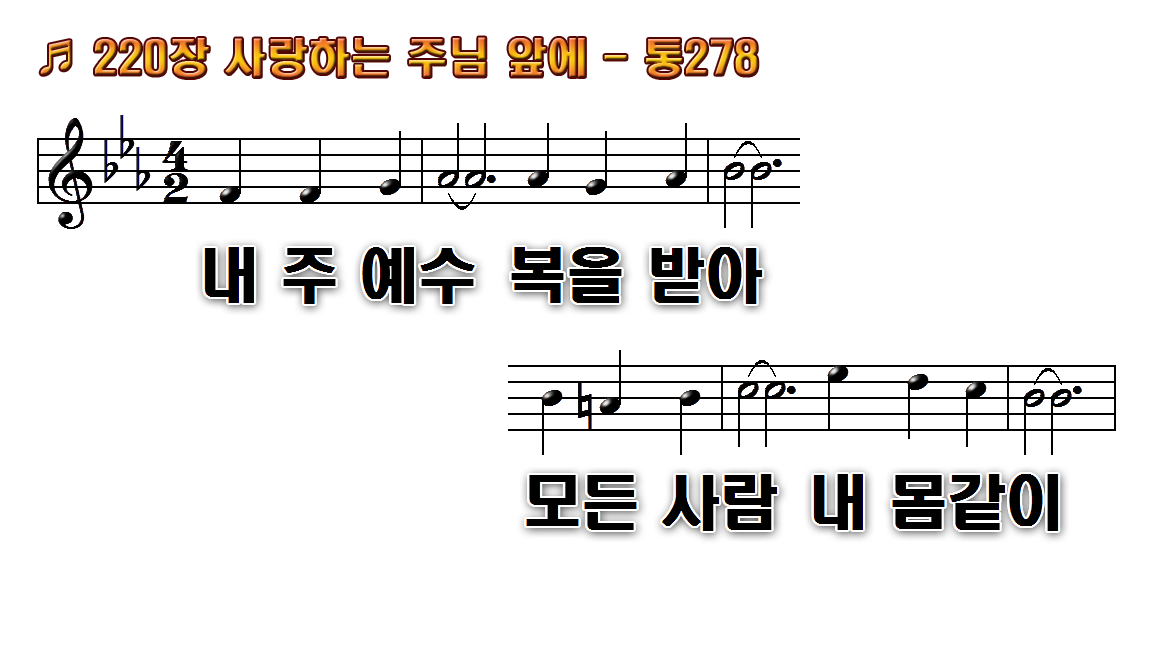 ♬ 220장 사랑하는 주님 앞에 - 통278
4
2
내 주 예수 복을 받아
모든 사람 내 몸같이